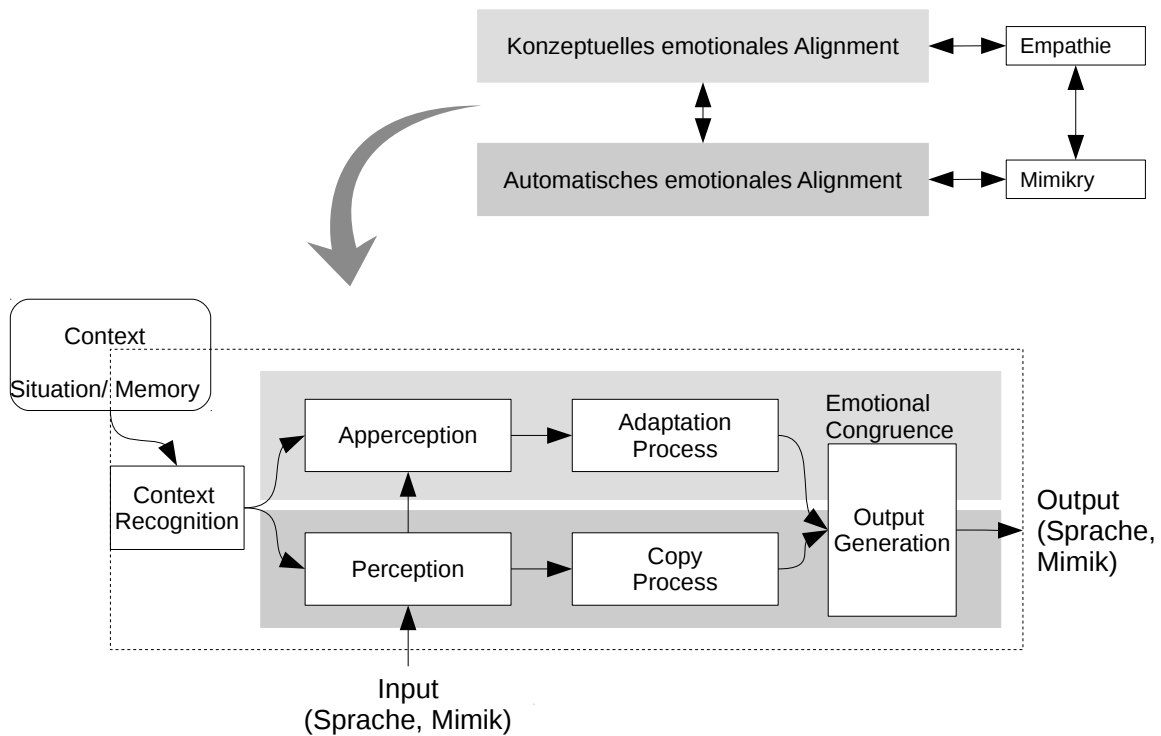 Konzeptuelles emotionales Alignment
Empathie
Automatisches emotionales Alignment
Mimikry
Context
Situation/ Memory
Context
Recognition
Apperception
Adaptation
Process
Emotional
Congruence
Perception
Copy
Process
Output
Generation
Output
(Sprache,
Mimik)
Input
(Sprache, Mimik)